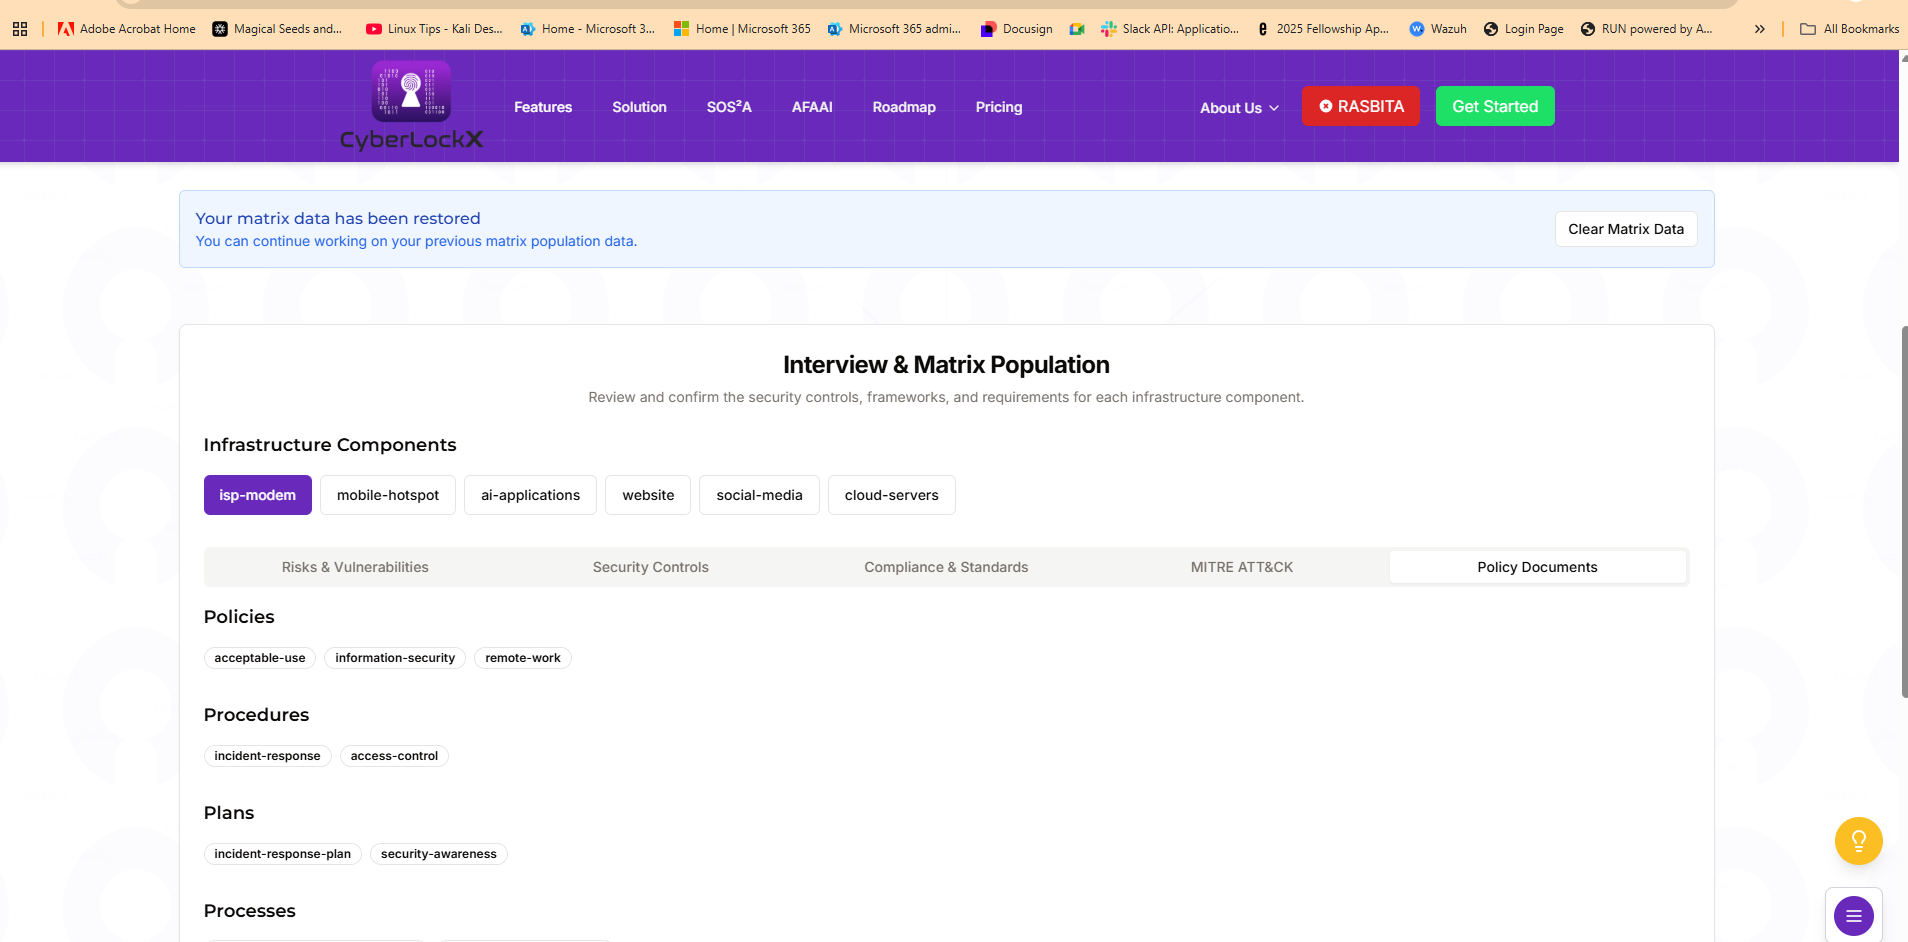 Adobe Acrobat Home Magical Seeds and... Linux Tips - Kali Des... Home - Microsoft 3... Home | Microsoft 365 Microsoft 365 admi... Docusign Slack API: Applicatio... 2025 Fellowship Ap... Wazuh Login Page RUN powered by A... » All Bookmarks
CyberLockX
Features Solution SOS²A AFAAI Roadmap Pricing About Us RASBITA Get Started
Your matrix data has been restored
You can continue working on your previous matrix population data.
Clear Matrix Data
Interview & Matrix Population
Review and confirm the security controls, frameworks, and requirements for each infrastructure component.
Infrastructure Components
isp-modem mobile-hotspot ai-applications website social-media cloud-servers
Risks & Vulnerabilities Security Controls Compliance & Standards MITRE ATT&CK Policy Documents
Policies
acceptable-use information-security remote-work
Procedures
incident-response access-control
Plans
incident-response-plan security-awareness
Processes